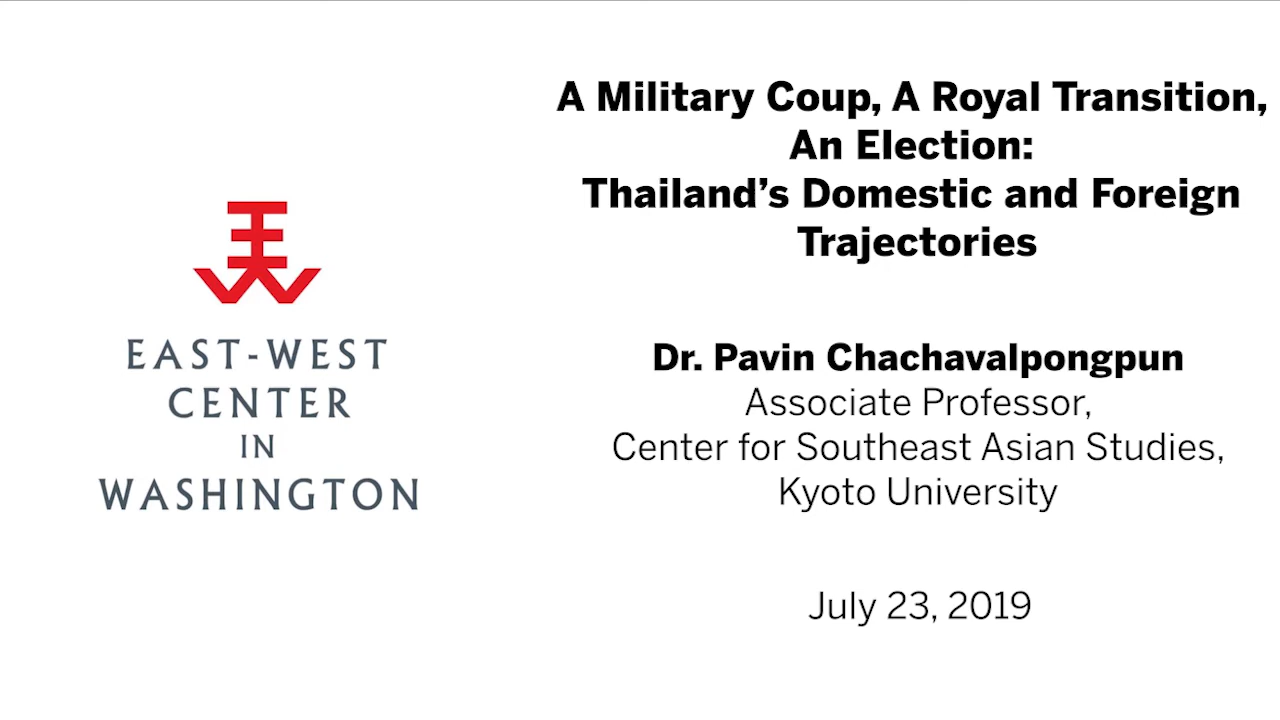 EAST-WEST
CENTER
IN
WASHINGTON
A Military Coup, A Royal Transition,
An Election:
Thailand’s Domestic and Foreign
Trajectories
Dr. Pavin Chachavalpongpun
Associate Professor,
Center for Southeast Asian Studies,
Kyoto University
July 23, 2019